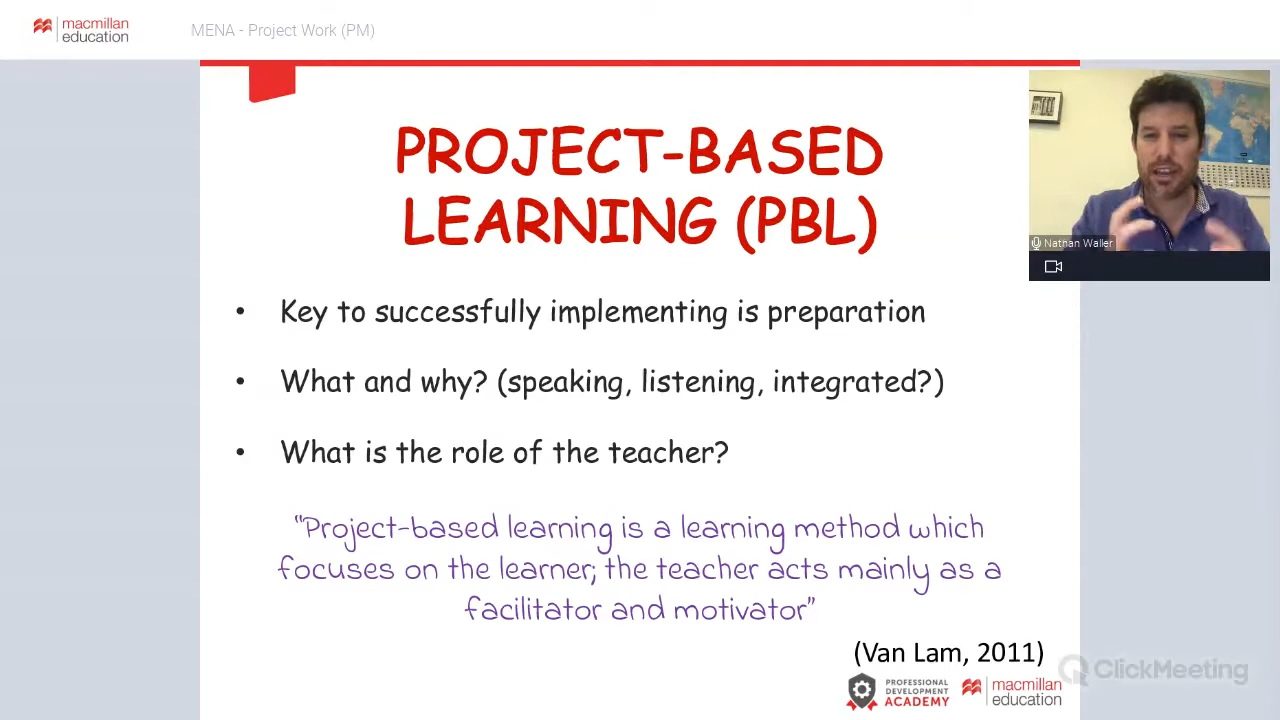 macmillan
education
MENA - Project Work (PM)
PROJECT-BASED
LEARNING (PBL)
Nathan Waller
• Key to successfully implementing is preparation
• What and why? (speaking, listening, integrated?)
• What is the role of the teacher?
"Project-based learning is a learning method which
focuses on the learner; the teacher acts mainly as a
facilitator and motivator"
(Van Lam, 2011)
ClickMeeting
PROFESSIONAL
DEVELOPMENT
ACADEMY
macmillan
education